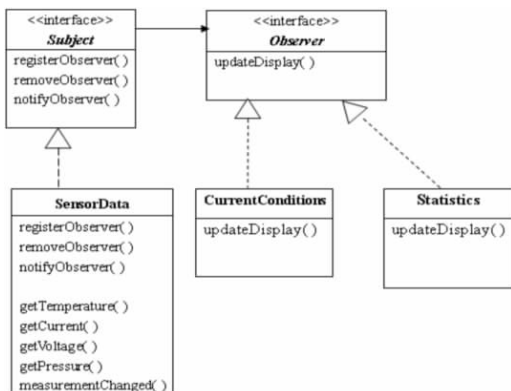 <<interface>>
Subject
registerObserver( )
removeObserver( )
notifyObserver( )
<<interface>>
Observer
updateDisplay( )
SensorData
registerObserver( )
removeObserver( )
notifyObserver( )
getTemperature( )
getCurrent( )
getVoltage( )
getPressure( )
measurementChanged( )
CurrentConditions
updateDisplay( )
Statistics
updateDisplay( )